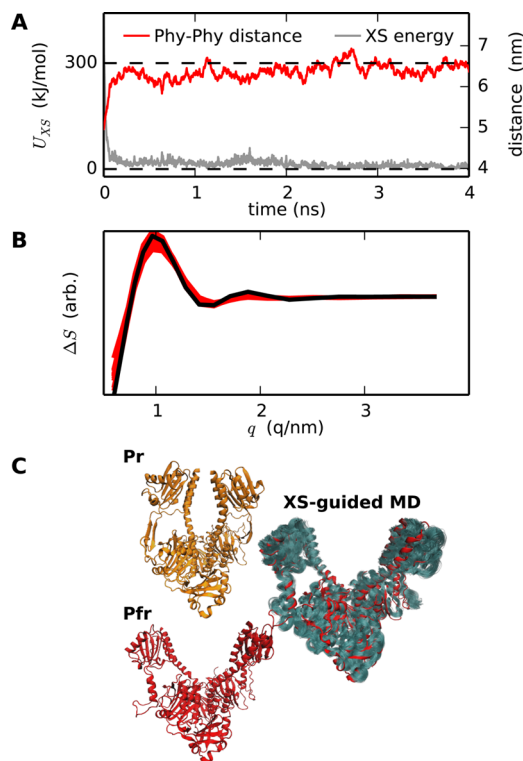 A
Phy-Phy distance
XS energy
300
0
U_XS (kJ/mol)
7
6
5
4
distance (nm)
0
1
2
3
4
time (ns)
B
ΔS (arb.)
1
2
3
q (q/nm)
C
Pr
XS-guided MD
Pfr